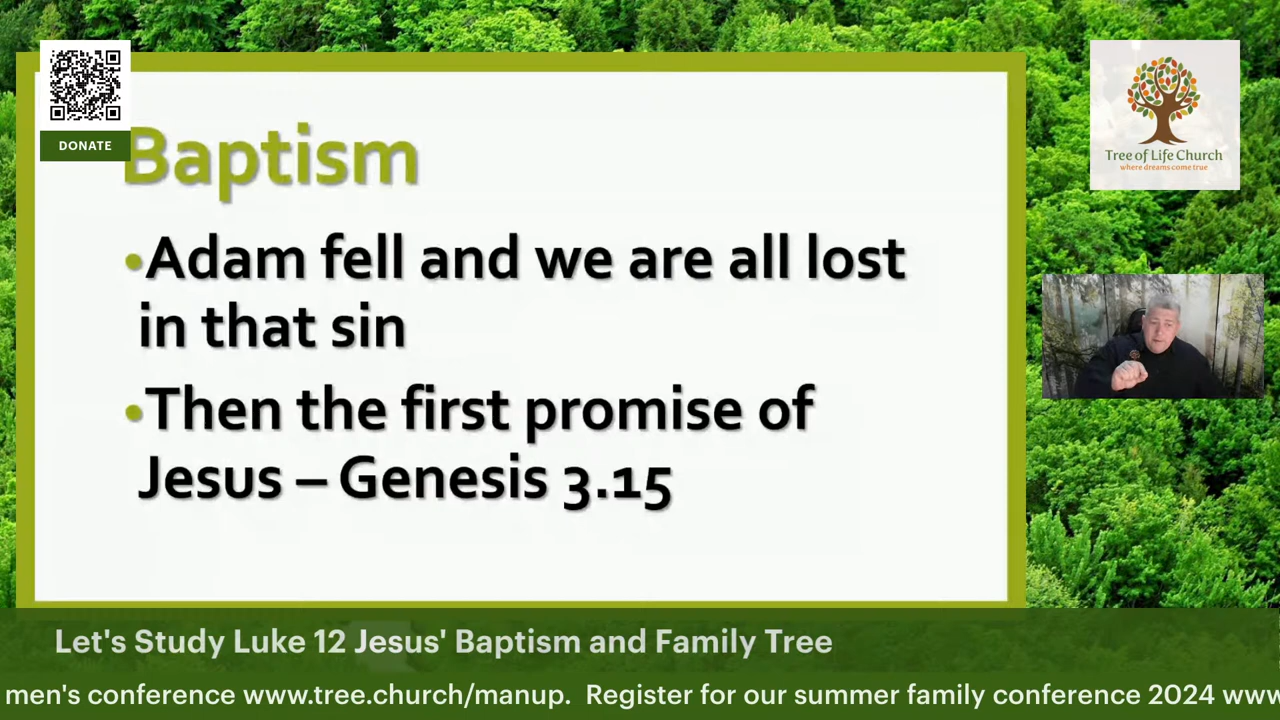 DONATE
Baptism
•Adam fell and we are all lost
in that sin
•Then the first promise of
Jesus – Genesis 3.15
Tree of Life Church
where dreams come true
Let's Study Luke 12 Jesus' Baptism and Family Tree
men's conference www.tree.church/manup. Register for our summer family conference 2024 www